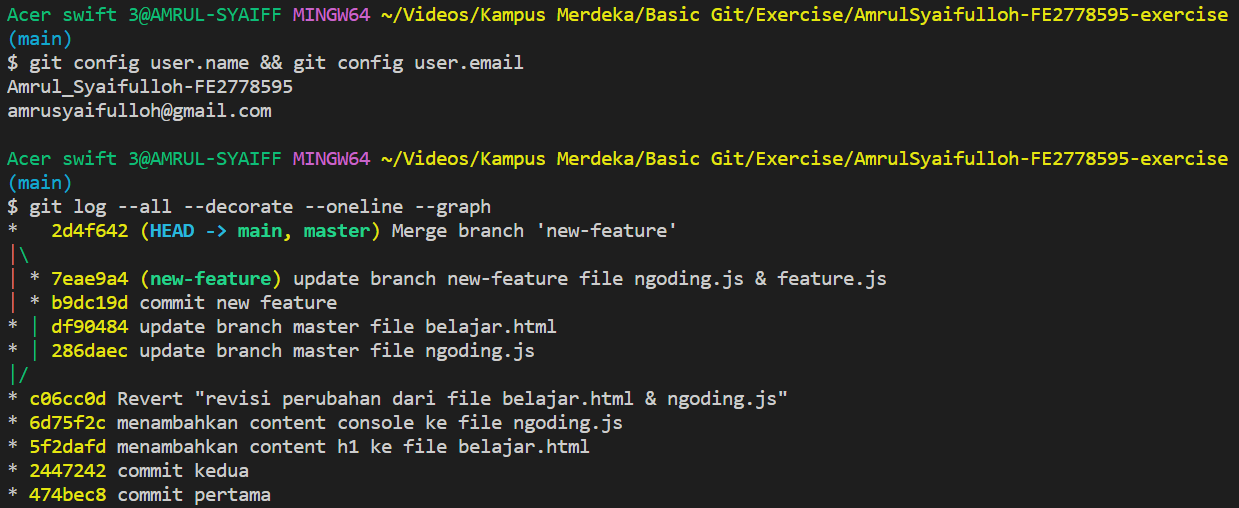 Acer swift 3@AMRUL-SYAIFF MINGW64 ~/Videos/Kampus Merdeka/Basic Git/Exercise/AmrulSyaifulloh-FE2778595-exercise
(main)
$ git config user.name && git config user.email
Amrul_Syaifulloh-FE2778595
amrusyaifulloh@gmail.com
Acer swift 3@AMRUL-SYAIFF MINGW64 ~/Videos/Kampus Merdeka/Basic Git/Exercise/AmrulSyaifulloh-FE2778595-exercise
(main)
$ git log --all --decorate --oneline --graph
*   2d4f642 (HEAD -> main, master) Merge branch 'new-feature'
|\
| * 7eae9a4 (new-feature) update branch new-feature file ngoding.js & feature.js
| * b9dc19d commit new feature
* | df90484 update branch master file belajar.html
* | 286daec update branch master file ngoding.js
|/
* c06cc0d Revert "revisi perubahan dari file belajar.html & ngoding.js"
* 6d75f2c menambahkan content console ke file ngoding.js
* 5f2dafd menambahkan content h1 ke file belajar.html
* 2447242 commit kedua
* 474bec8 commit pertama